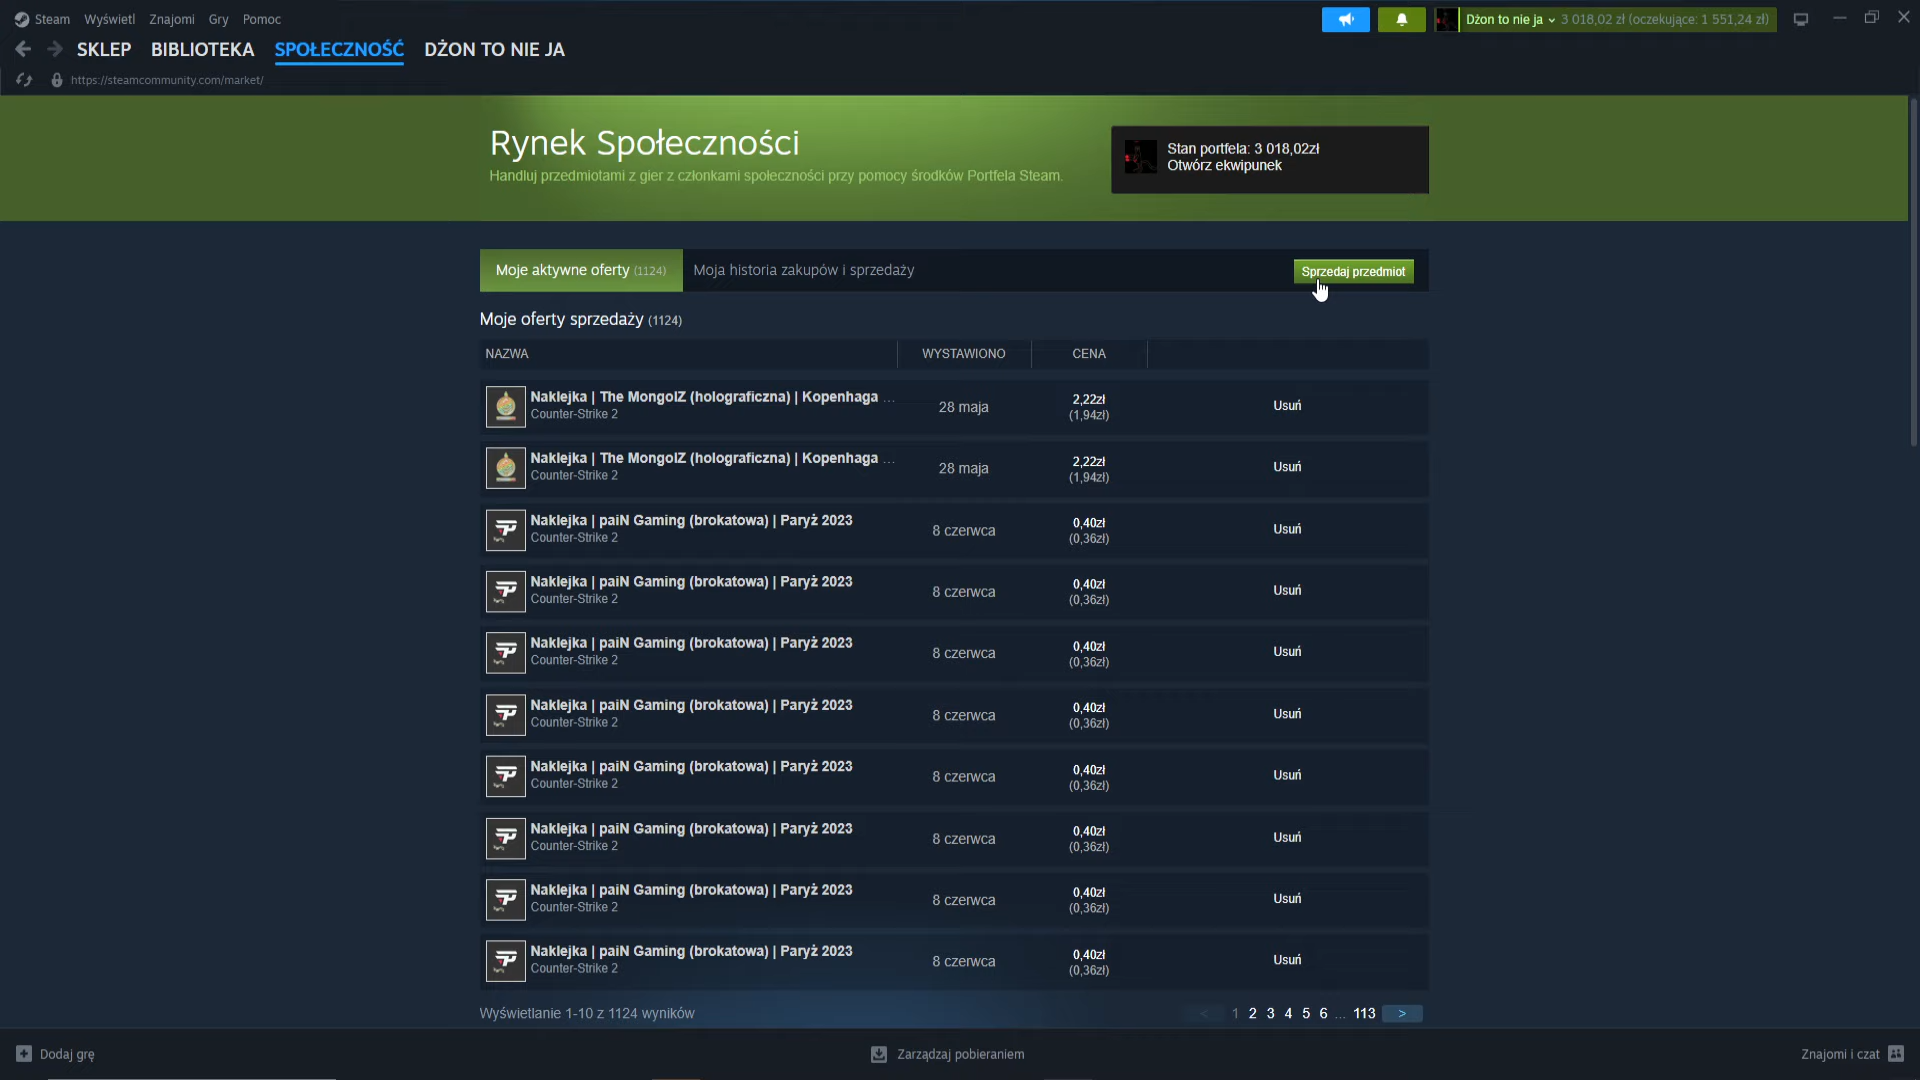 Steam Wyświetl Znajomi Gry Pomoc
Dżon to nie ja 3 018,02 zł (oczekujące: 1 551,24 zł)
SKLEP BIBLIOTEKA SPOŁECZNOŚĆ DŻON TO NIE JA
https://steamcommunity.com/market/
Rynek Społeczności
Handluj przedmiotami z gier z członkami społeczności przy pomocy środków Portfela Steam.
Stan portfela: 3 018,02zł
Otwórz ekwipunek
Moje aktywne oferty (1124) Moja historia zakupów i sprzedaży Sprzedaj przedmiot
Moje oferty sprzedaży (1124)
NAZWA WYSTAWIONO CENA
Naklejka | The MongolZ (holograficzna) | Kopenhaga ...
Counter-Strike 2
28 maja
2,22zł
(1,94zł)
Usuń
Naklejka | The MongolZ (holograficzna) | Kopenhaga ...
Counter-Strike 2
28 maja
2,22zł
(1,94zł)
Usuń
Naklejka | paiN Gaming (brokatowa) | Paryż 2023
Counter-Strike 2
8 czerwca
0,40zł
(0,36zł)
Usuń
Naklejka | paiN Gaming (brokatowa) | Paryż 2023
Counter-Strike 2
8 czerwca
0,40zł
(0,36zł)
Usuń
Naklejka | paiN Gaming (brokatowa) | Paryż 2023
Counter-Strike 2
8 czerwca
0,40zł
(0,36zł)
Usuń
Naklejka | paiN Gaming (brokatowa) | Paryż 2023
Counter-Strike 2
8 czerwca
0,40zł
(0,36zł)
Usuń
Naklejka | paiN Gaming (brokatowa) | Paryż 2023
Counter-Strike 2
8 czerwca
0,40zł
(0,36zł)
Usuń
Naklejka | paiN Gaming (brokatowa) | Paryż 2023
Counter-Strike 2
8 czerwca
0,40zł
(0,36zł)
Usuń
Naklejka | paiN Gaming (brokatowa) | Paryż 2023
Counter-Strike 2
8 czerwca
0,40zł
(0,36zł)
Usuń
Naklejka | paiN Gaming (brokatowa) | Paryż 2023
Counter-Strike 2
8 czerwca
0,40zł
(0,36zł)
Usuń
Wyświetlanie 1-10 z 1124 wyników
< 1 2 3 4 5 6 ... 113 >
Dodaj grę Zarządzaj pobieraniem Znajomi i czat